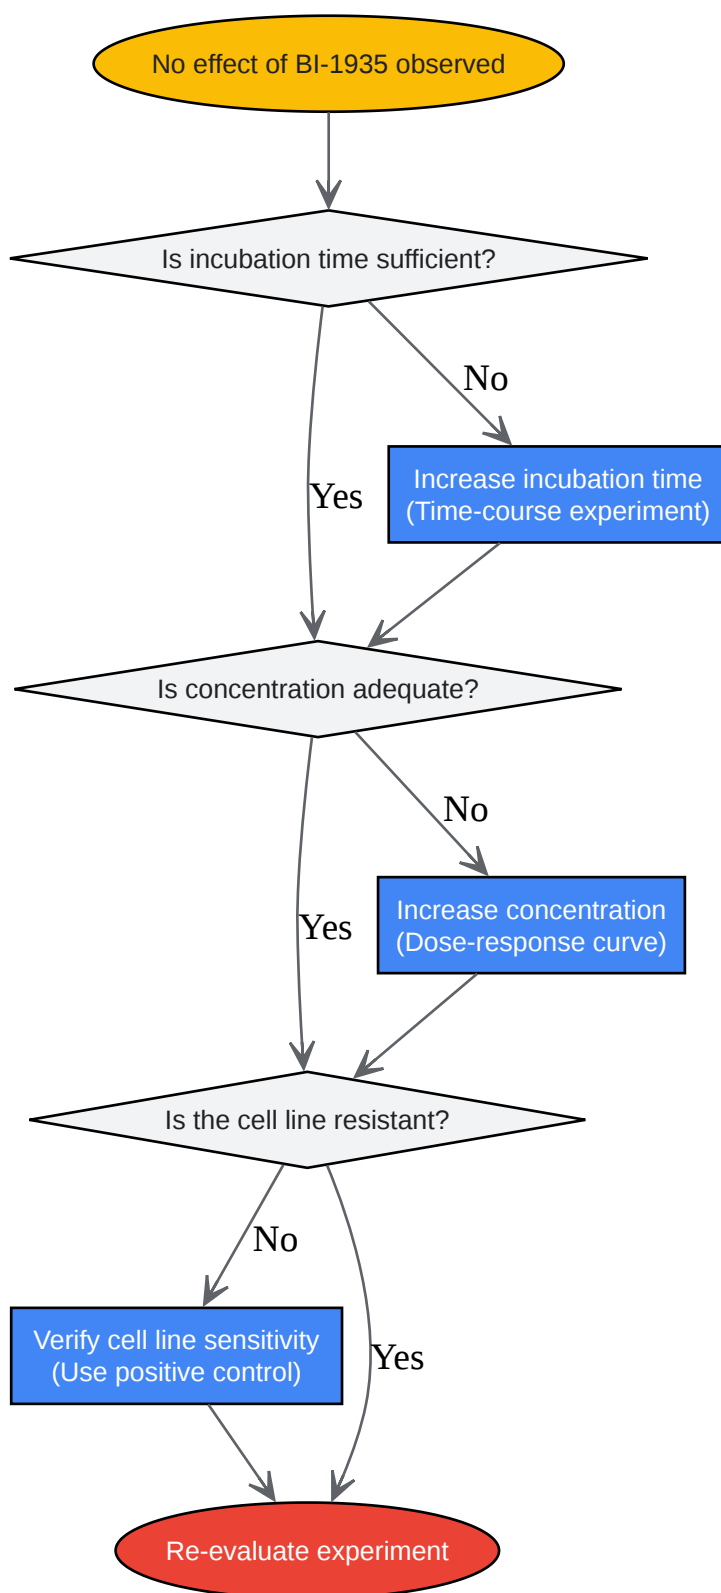 No effect of BI-1935 observed
Is incubation time sufficient?
No
Increase incubation time
(Time-course experiment)
Yes
Is concentration adequate?
No
Increase concentration
(Dose-response curve)
Yes
Is the cell line resistant?
No
Verify cell line sensitivity
(Use positive control)
Yes
Re-evaluate experiment